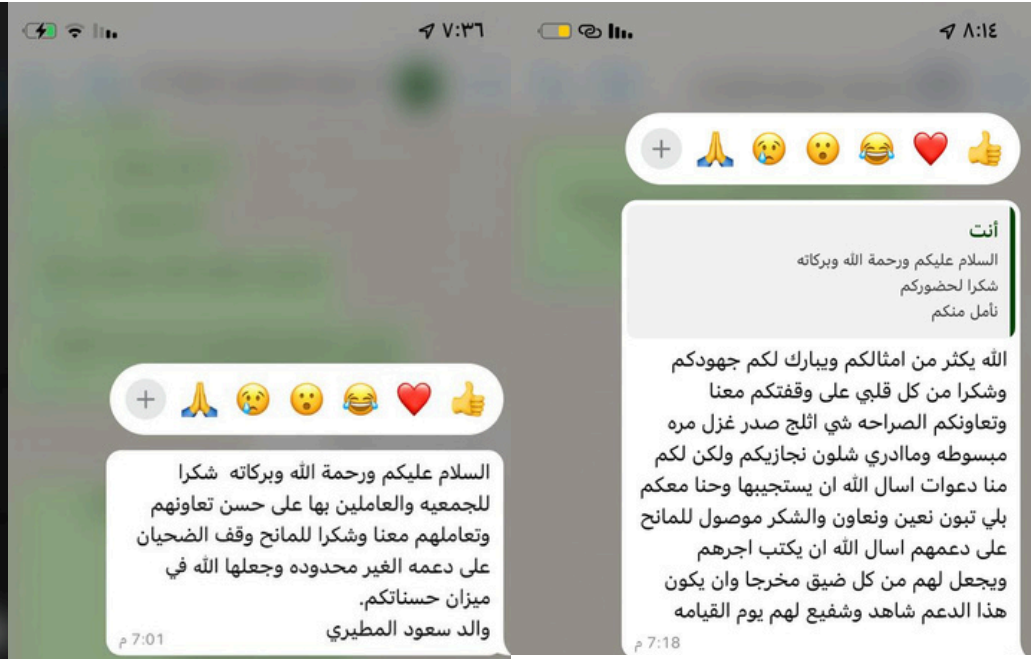 ٧:٣٦
السلام عليكم ورحمة الله وبركاته شكرا
للجمعيه والعاملين بها على حسن تعاونهم
وتعاملهم معنا وشكرا للمانح وقف الضحيان
على دعمه الغير محدوده وجعلها الله في
ميزان حسناتكم.
والد سعود المطيري
7:01 م
٨:١٤
أنت
السلام عليكم ورحمة الله وبركاته
شكرا لحضوركم
نأمل منكم
الله يكثر من امثالكم ويبارك لكم جهودكم
وشكرا من كل قلبي على وقفتكم معنا
وتعاونكم الصراحه شي اثلج صدر غزل مره
مبسوطه وماادري شلون نجازيكم ولكن لكم
منا دعوات اسال الله ان يستجيبها وحنا معكم
بلي تبون نعين ونعاون والشكر موصول للمانح
على دعمهم اسال الله ان يكتب اجرهم
ويجعل لهم من كل ضيق مخرجا وان يكون
هذا الدعم شاهد وشفيع لهم يوم القيامه
7:18 م